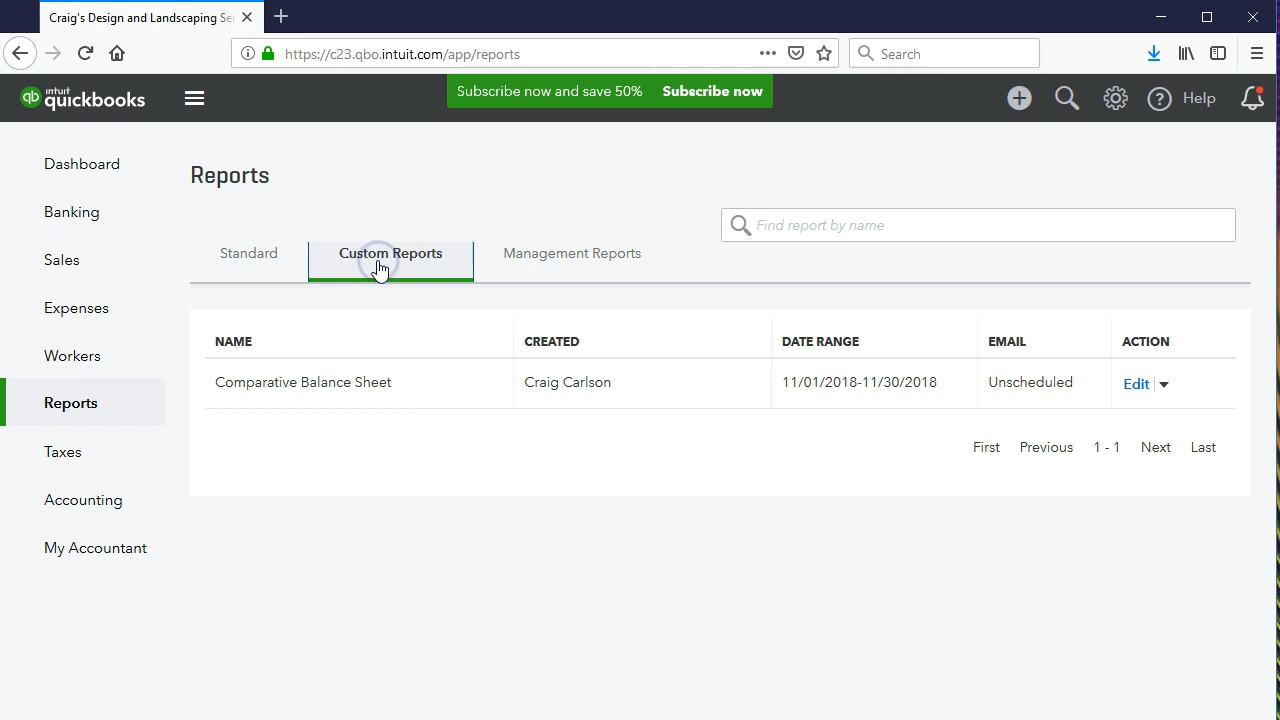 Craig's Design and Landscaping Se
https://c23.qbo.intuit.com/app/reports
Search
qb intuit quickbooks
Subscribe now and save 50% Subscribe now
? Help
Dashboard
Banking
Sales
Expenses
Workers
Reports
Taxes
Accounting
My Accountant
Reports
Find report by name
Standard Custom Reports Management Reports
NAME CREATED DATE RANGE EMAIL ACTION
Comparative Balance Sheet Craig Carlson 11/01/2018-11/30/2018 Unscheduled Edit
First Previous 1 - 1 Next Last